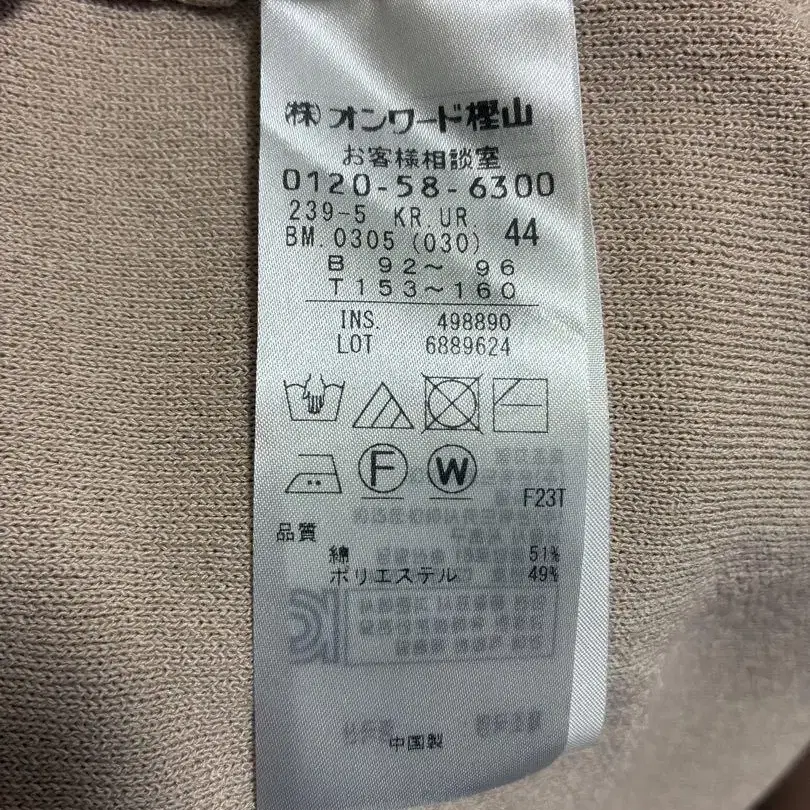 (株)オンワード樫山
お客様相談室
0120-58-6300
239-5 KR.UR.
BM.0305(030) 44
B 92～ 96
T153～160
INS. 498890
LOT 6889624
F
W
F23T
品質
綿 51%
ポリエステル 49%
中国製